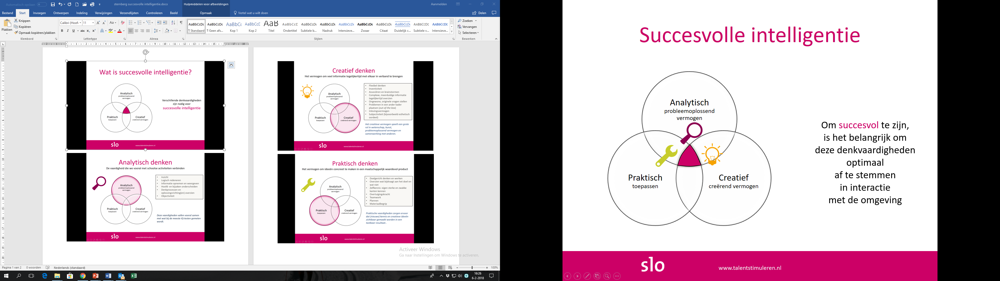 Automatisch opslaan
sternberg succesvolle intelligentie.docx
Hulpmiddelen voor afbeeldingen
Aanmelden
Bestand
Start
Invoegen
Ontwerpen
Indeling
Verwijzingen
Verzendlijsten
Controleren
Beeld
Opmaak
Vertel wat u wilt doen
Delen
Plakken
Knippen
Kopiëren
Opmaak kopiëren/plakken
Klembord
Calibri (Hoof
11
Lettertype
Alinea
AaBbCcDc
¶ Standaard
AaBbCcDc
¶ Geen afs...
AaBbCc
Kop 1
AaBbCcD
Kop 2
AaB
Titel
AaBbCcD
Ondertitel
AaBbCcDc
Subtiele b...
AaBbCcDc
Nadruk
AaBbCcDc
Intensieve...
AaBbCcDc
Zwaar
AaBbCcDc
Citaat
AaBbCcDc
Duidelijk c...
AaBbCcDc
Subtiele v...
AaBbCcDc
Intensieve...
Stijlen
Zoeken
Vervangen
Selecteren
Bewerken
Wat is succesvolle intelligentie?
Analytisch
probleemoplossend
vermogen
Praktisch
toepassen
Creatief
creërend vermogen
Verschillende denkvaardigheden
zijn nodig voor
succesvolle intelligentie
slo
www.talentstimuleren.nl
Analytisch denken
De vaardigheid die we vooral met schoolse activiteiten verbinden
Analytisch
probleemoplossend
vermogen
Praktisch
toepassen
Creatief
creërend vermogen
• Inzicht
• Logisch redeneren
• Informatie opnemen en weergeven
• Hoofd- en bijzaken onderscheiden
• Denkprocessen en
oplossingsrichting(en) overzien
• Objectiviteit
Deze vaardigheden vallen vooral samen
met wat bij de meeste IQ-testen gemeten
wordt.
slo
www.talentstimuleren.nl
Creatief denken
Het vermogen om veel informatie tegelijkertijd met elkaar in verband te brengen
Analytisch
probleemoplossend
vermogen
Praktisch
toepassen
Creatief
creërend vermogen
• Flexibel denken
• Inventiviteit
• Associëren en brainstormen
• Complexe, meerduidige informatie
tegelijkertijd overzien
• Ongewone, originele vragen stellen
• Problemen in een ander kader
plaatsen (out-of-the-box)
• Inlevingsvermogen
• Subjectiviteit (bijvoorbeeld esthetisch
oordeel)
Het creatieve vermogen speelt een grote
rol in wetenschap, kunst,
probleemoplossend vermogen en
samenwerking met anderen.
slo
www.talentstimuleren.nl
Praktisch denken
Het vermogen om ideeën concreet te maken in een maatschappelijk waardevol product
Analytisch
probleemoplossend
vermogen
Praktisch
toepassen
Creatief
creërend vermogen
• Doelgericht denken en werken
• Overzien wat bijdraagt aan het doel en
wat niet
• Zelfkennis: eigen sterke en zwakke
kanten kennen
• Overtuigingskracht
• Teamwork
• Plannen
• Materiaalbegrip
Praktische vaardigheden zorgen ervoor
dat (nieuwe) kennis en creatieve ideeën
zichtbaar gemaakt worden in een
tastbaar resultaat..
slo
www.talentstimuleren.nl
Activeer Windows
Ga naar Instellingen om Windows te activeren.
Pagina 1 van 2
0 woorden
Nederlands (standaard)
100%
16:26
6-2-2018
Succesvolle intelligentie
Analytisch
probleemoplossend
vermogen
Praktisch
toepassen
Creatief
creërend vermogen
Om succesvol te zijn,
is het belangrijk om
deze denkvaardigheden
optimaal
af te stemmen
in interactie
met de omgeving
slo
www.talentstimuleren.nl